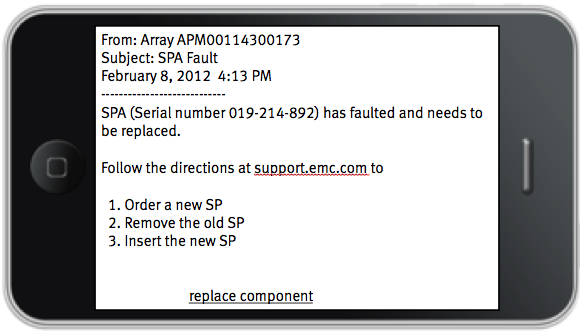 From: Array APM00114300173
Subject: SPA Fault
February 8, 2012  4:13 PM
----------------------------
SPA (Serial number 019-214-892) has faulted and needs to
be replaced.
Follow the directions at support.emc.com to
1. Order a new SP
2. Remove the old SP
3. Insert the new SP
replace component